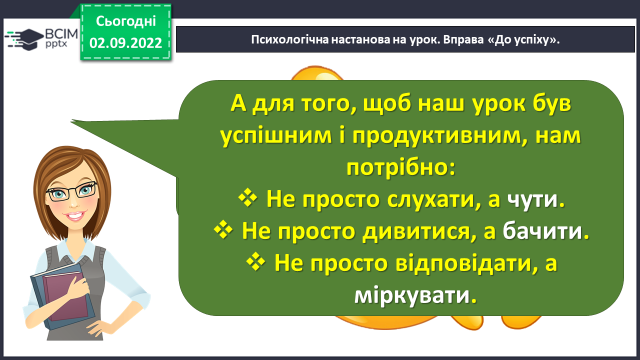 ВСІМ
pptx
Сьогодні
02.09.2022
Психологічна настанова на урок. Вправа «До успіху».
А для того, щоб наш урок був
успішним і продуктивним, нам
потрібно:
❖ Не просто слухати, а чути.
❖ Не просто дивитися, а бачити.
❖ Не просто відповідати, а
міркувати.